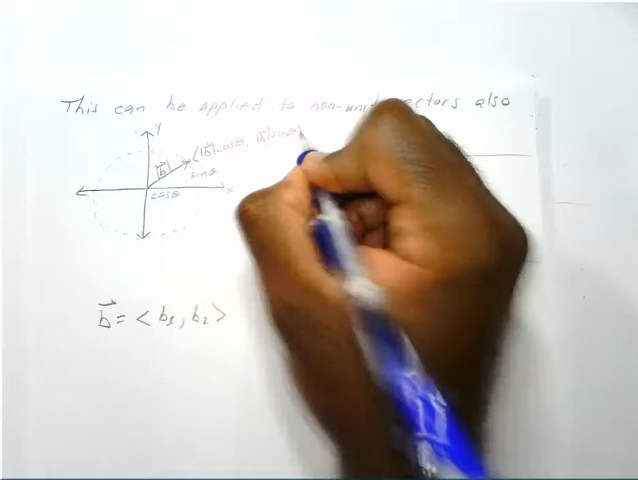 This can be applied to non-unit vectors also
Y
(|b⃗|cosθ, |b⃗|sinθ)
|b⃗|
sinθ
x
cosθ
b⃗ = < b₁, b₂ >